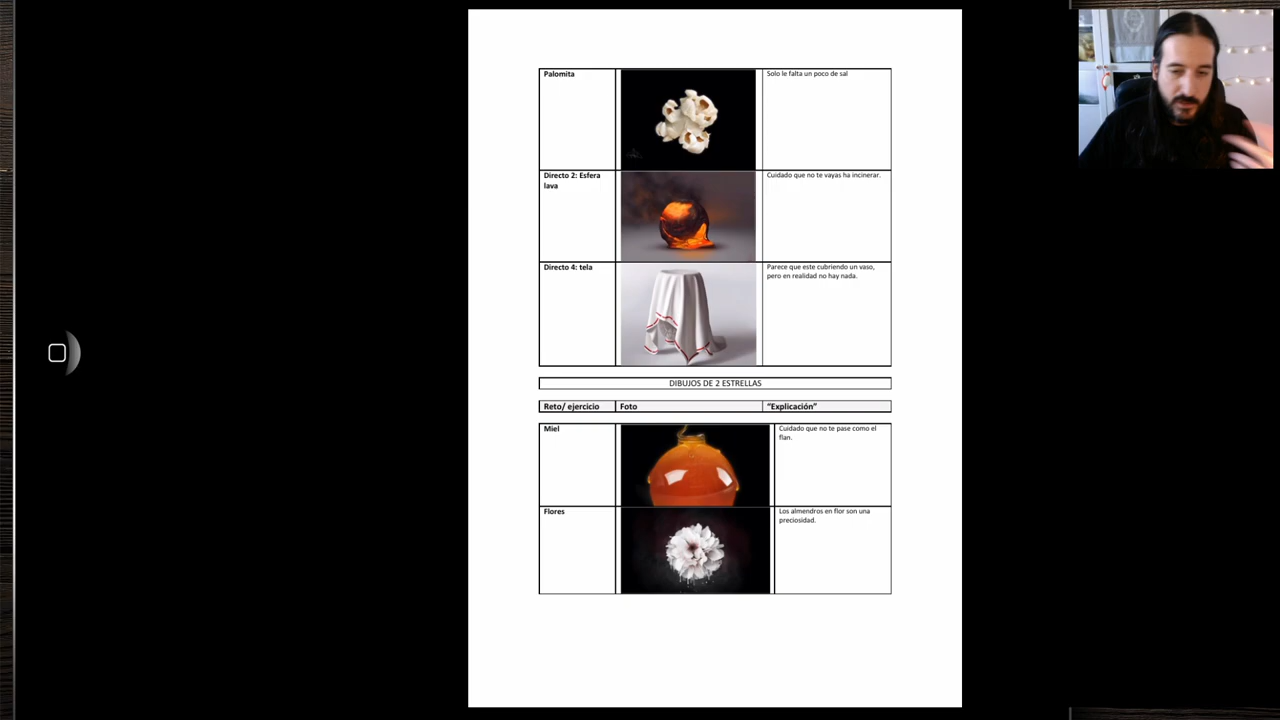 Palomita
Solo le falta un poco de sal
Directo 2: Esfera
lava
Cuidado que no te vayas ha incinerar.
Directo 4: tela
Parece que este cubriendo un vaso,
pero en realidad no hay nada.
DIBUJOS DE 2 ESTRELLAS
Reto/ ejercicio
Foto
"Explicación"
Miel
Cuidado que no te pase como el
flan.
Flores
Los almendros en flor son una
preciosidad.